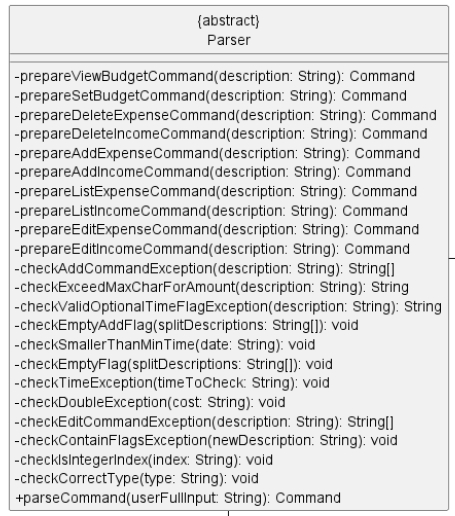 {abstract}
Parser
-prepareViewBudgetCommand(description: String): Command
-prepareSetBudgetCommand(description: String): Command
-prepareDeleteExpenseCommand(description: String): Command
-prepareDeleteIncomeCommand(description: String): Command
-prepareAddExpenseCommand(description: String): Command
-prepareAddIncomeCommand(description: String): Command
-prepareListExpenseCommand(description: String): Command
-prepareListIncomeCommand(description: String): Command
-prepareEditExpenseCommand(description: String): Command
-prepareEditIncomeCommand(description: String): Command
-checkAddCommandException(description: String): String[]
-checkExceedMaxCharForAmount(description: String): String
-checkValidOptionalTimeFlagException(description: String): String
-checkEmptyAddFlag(splitDescriptions: String[]): void
-checkSmallerThanMinTime(date: String): void
-checkEmptyFlag(splitDescriptions: String[]): void
-checkTimeException(timeToCheck: String): void
-checkDoubleException(cost: String): void
-checkEditCommandException(description: String): String[]
-checkContainFlagsException(newDescription: String): void
-checkIsIntegerIndex(index: String): void
-checkCorrectType(type: String): void
+parseCommand(userFullInput: String): Command